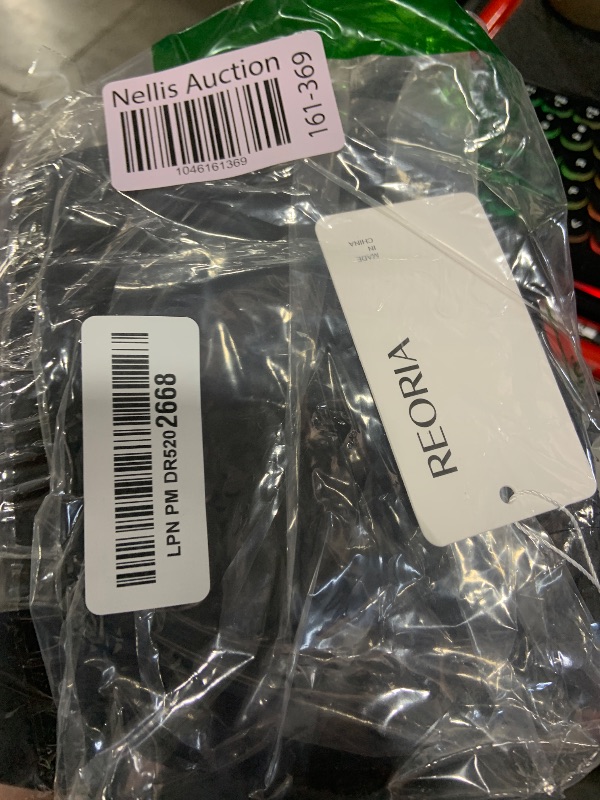 Nellis Auction
161-369
1046161369
MADE
IN
CHINA
REORIA
LPN PM DR5202668